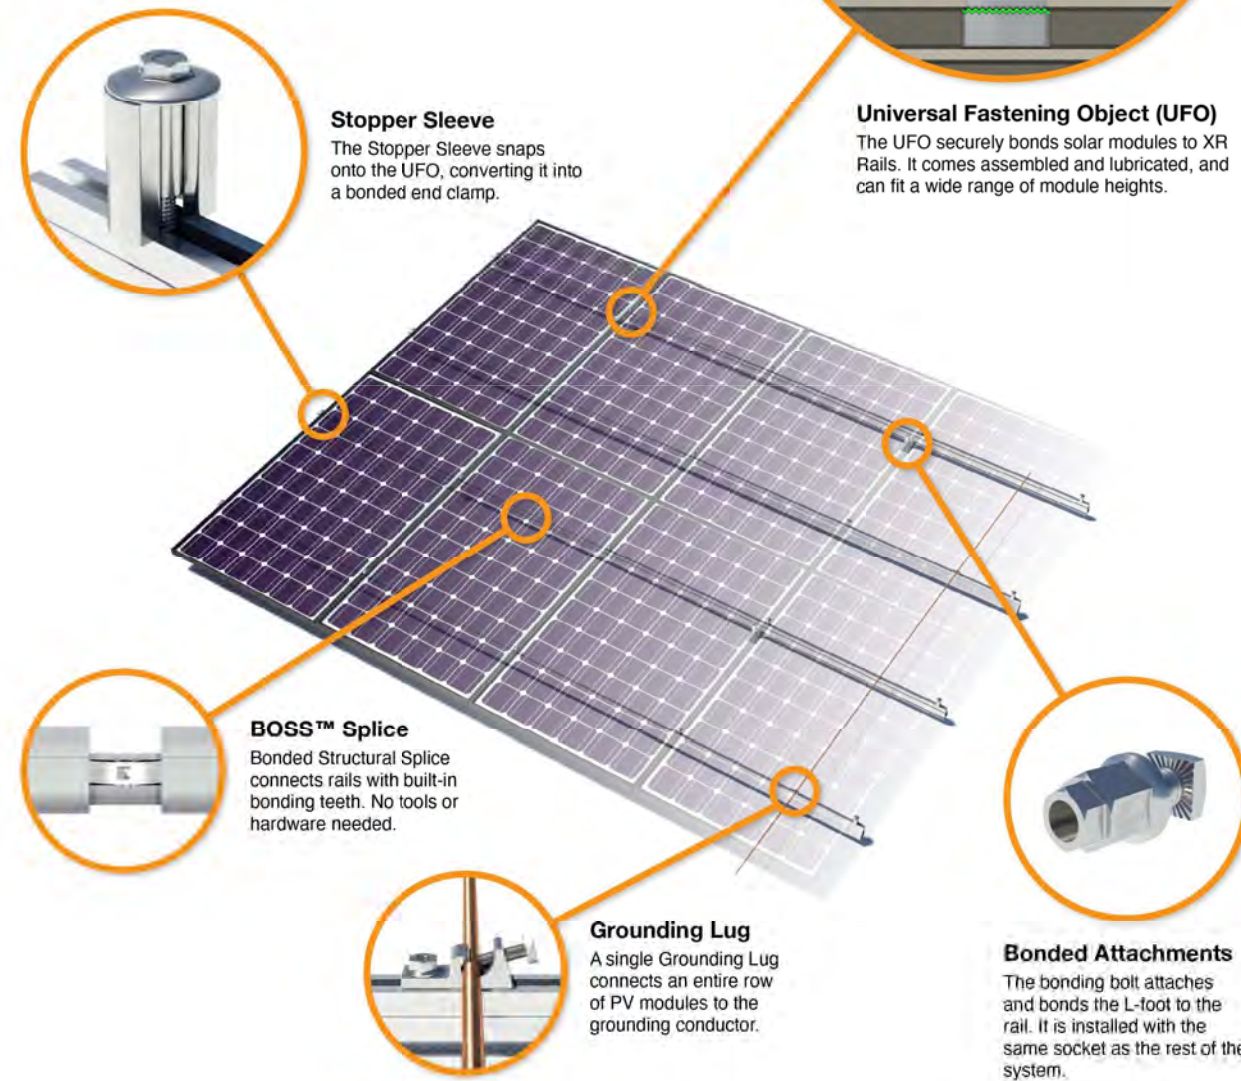 Stopper Sleeve
The Stopper Sleeve snaps
onto the UFO, converting it into
a bonded end clamp.
Universal Fastening Object (UFO)
The UFO securely bonds solar modules to XR
Rails. It comes assembled and lubricated, and
can fit a wide range of module heights.
BOSS™ Splice
Bonded Structural Splice
connects rails with built-in
bonding teeth. No tools or
hardware needed.
Grounding Lug
A single Grounding Lug
connects an entire row
of PV modules to the
grounding conductor.
Bonded Attachments
The bonding bolt attaches
and bonds the L-foot to the
rail. It is installed with the
same socket as the rest of the
system.